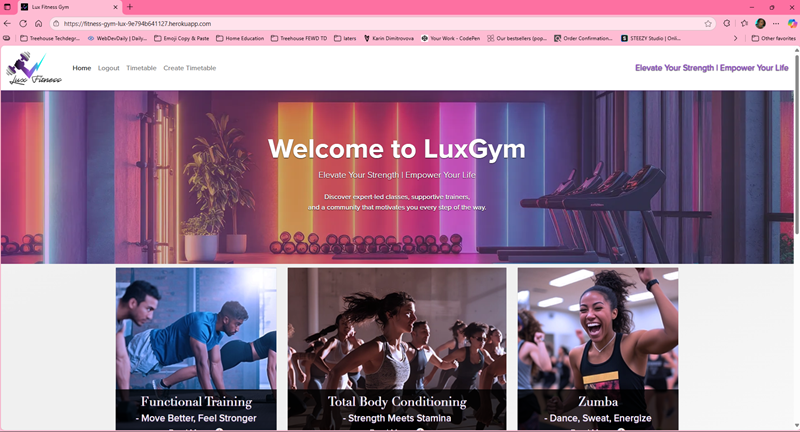 Lux Fitness Gym
https://fitness-gym-lux-9e794b641127.herokuapp.com
Treehouse Techdegr...
WebDevDaily | Daily...
Emoji Copy & Paste
Home Education
Treehouse FEWD TD
laters
Karin Dimitrovova
Your Work - CodePen
Our bestsellers (pop...
Order Confirmation...
STEEZY Studio | Onli...
Other favorites
Lux Fitness
Home
Logout
Timetable
Create Timetable
Elevate Your Strength | Empower Your Life
Welcome to LuxGym
Elevate Your Strength | Empower Your Life
Discover expert-led classes, supportive trainers,
and a community that motivates you every step of the way.
Functional Training
- Move Better, Feel Stronger
Total Body Conditioning
- Strength Meets Stamina
Zumba
- Dance, Sweat, Energize